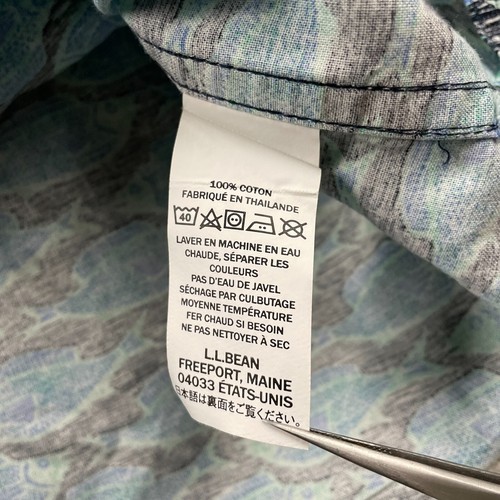 100% COTON
FABRIQUÉ EN THAILANDE
40
LAVER EN MACHINE EN EAU
CHAUDE, SÉPARER LES
COULEURS
PAS D'EAU DE JAVEL
SÉCHAGE PAR CULBUTAGE
MOYENNE TEMPÉRATURE
FER CHAUD SI BESOIN
NE PAS NETTOYER À SEC
L.L.BEAN
FREEPORT, MAINE
04033 ÉTATS-UNIS
日本語は裏面をご覧ください。